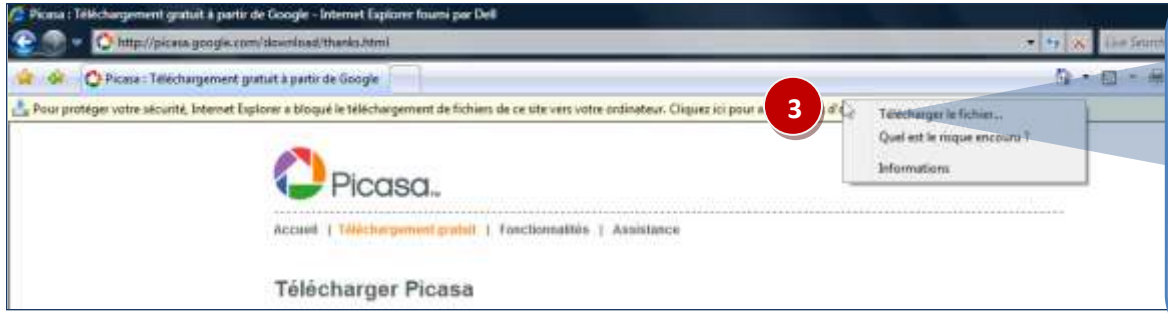 Picasa : Téléchargement gratuit à partir de Google - Internet Explorer fourni par Dell
http://picasa.google.com/download/thanks.html
Live Search
Picasa : Téléchargement gratuit à partir de Google
Pour protéger votre sécurité, Internet Explorer a bloqué le téléchargement de fichiers de ce site vers votre ordinateur. Cliquez ici pour a
3
Télécharger le fichier...
Quel est le risque encouru ?
Informations
Picasa
Accueil | Téléchargement gratuit | Fonctionnalités | Assistance
Télécharger Picasa